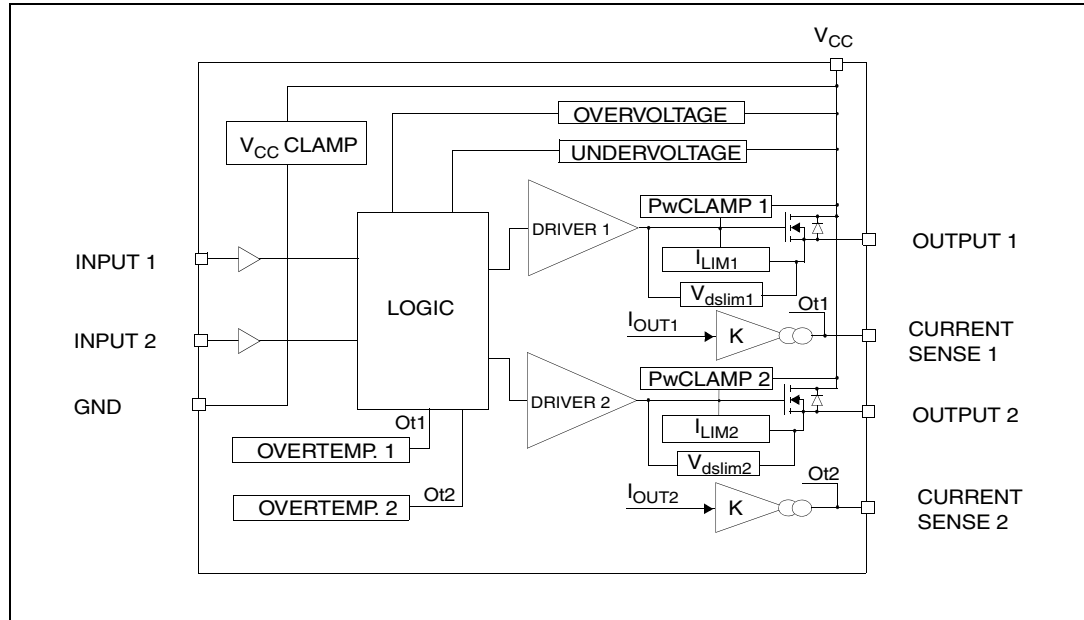 VCC
OVERVOLTAGE
VCC CLAMP
UNDERVOLTAGE
PwCLAMP 1
DRIVER 1
OUTPUT 1
INPUT 1
ILIM1
LOGIC
Vdslim1
Ot1
IOUT1
K
CURRENT
SENSE 1
INPUT 2
PwCLAMP 2
DRIVER 2
GND
OUTPUT 2
Ot1
ILIM2
OVERTEMP. 1
Vdslim2
Ot2
Ot2
IOUT2
K
CURRENT
SENSE 2
OVERTEMP. 2